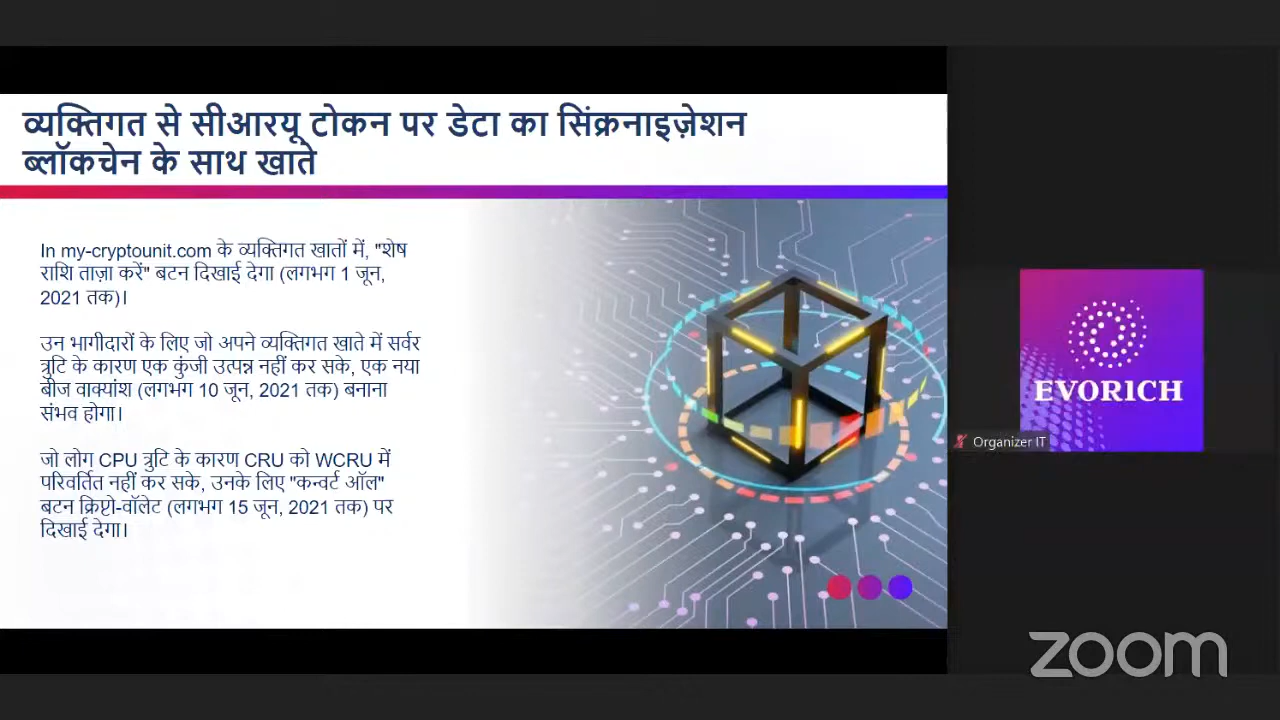 व्यक्तिगत से सीआरयू टोकन पर डेटा का सिंक्रनाइज़ेशन
ब्लॉकचेन के साथ खाते
In my-cryptounit.com के व्यक्तिगत खातों में, "शेष
राशि ताज़ा करें" बटन दिखाई देगा (लगभग 1 जून,
2021 तक)।
उन भागीदारों के लिए जो अपने व्यक्तिगत खाते में सर्वर
त्रुटि के कारण एक कुंजी उत्पन्न नहीं कर सके, एक नया
बीज वाक्यांश (लगभग 10 जून, 2021 तक) बनाना
संभव होगा।
जो लोग CPU त्रुटि के कारण CRU को WCRU में
परिवर्तित नहीं कर सके, उनके लिए "कन्वर्ट ऑल"
बटन क्रिप्टो-वॉलेट (लगभग 15 जून, 2021 तक) पर
दिखाई देगा।
EVORICH
Organizer IT
zoom